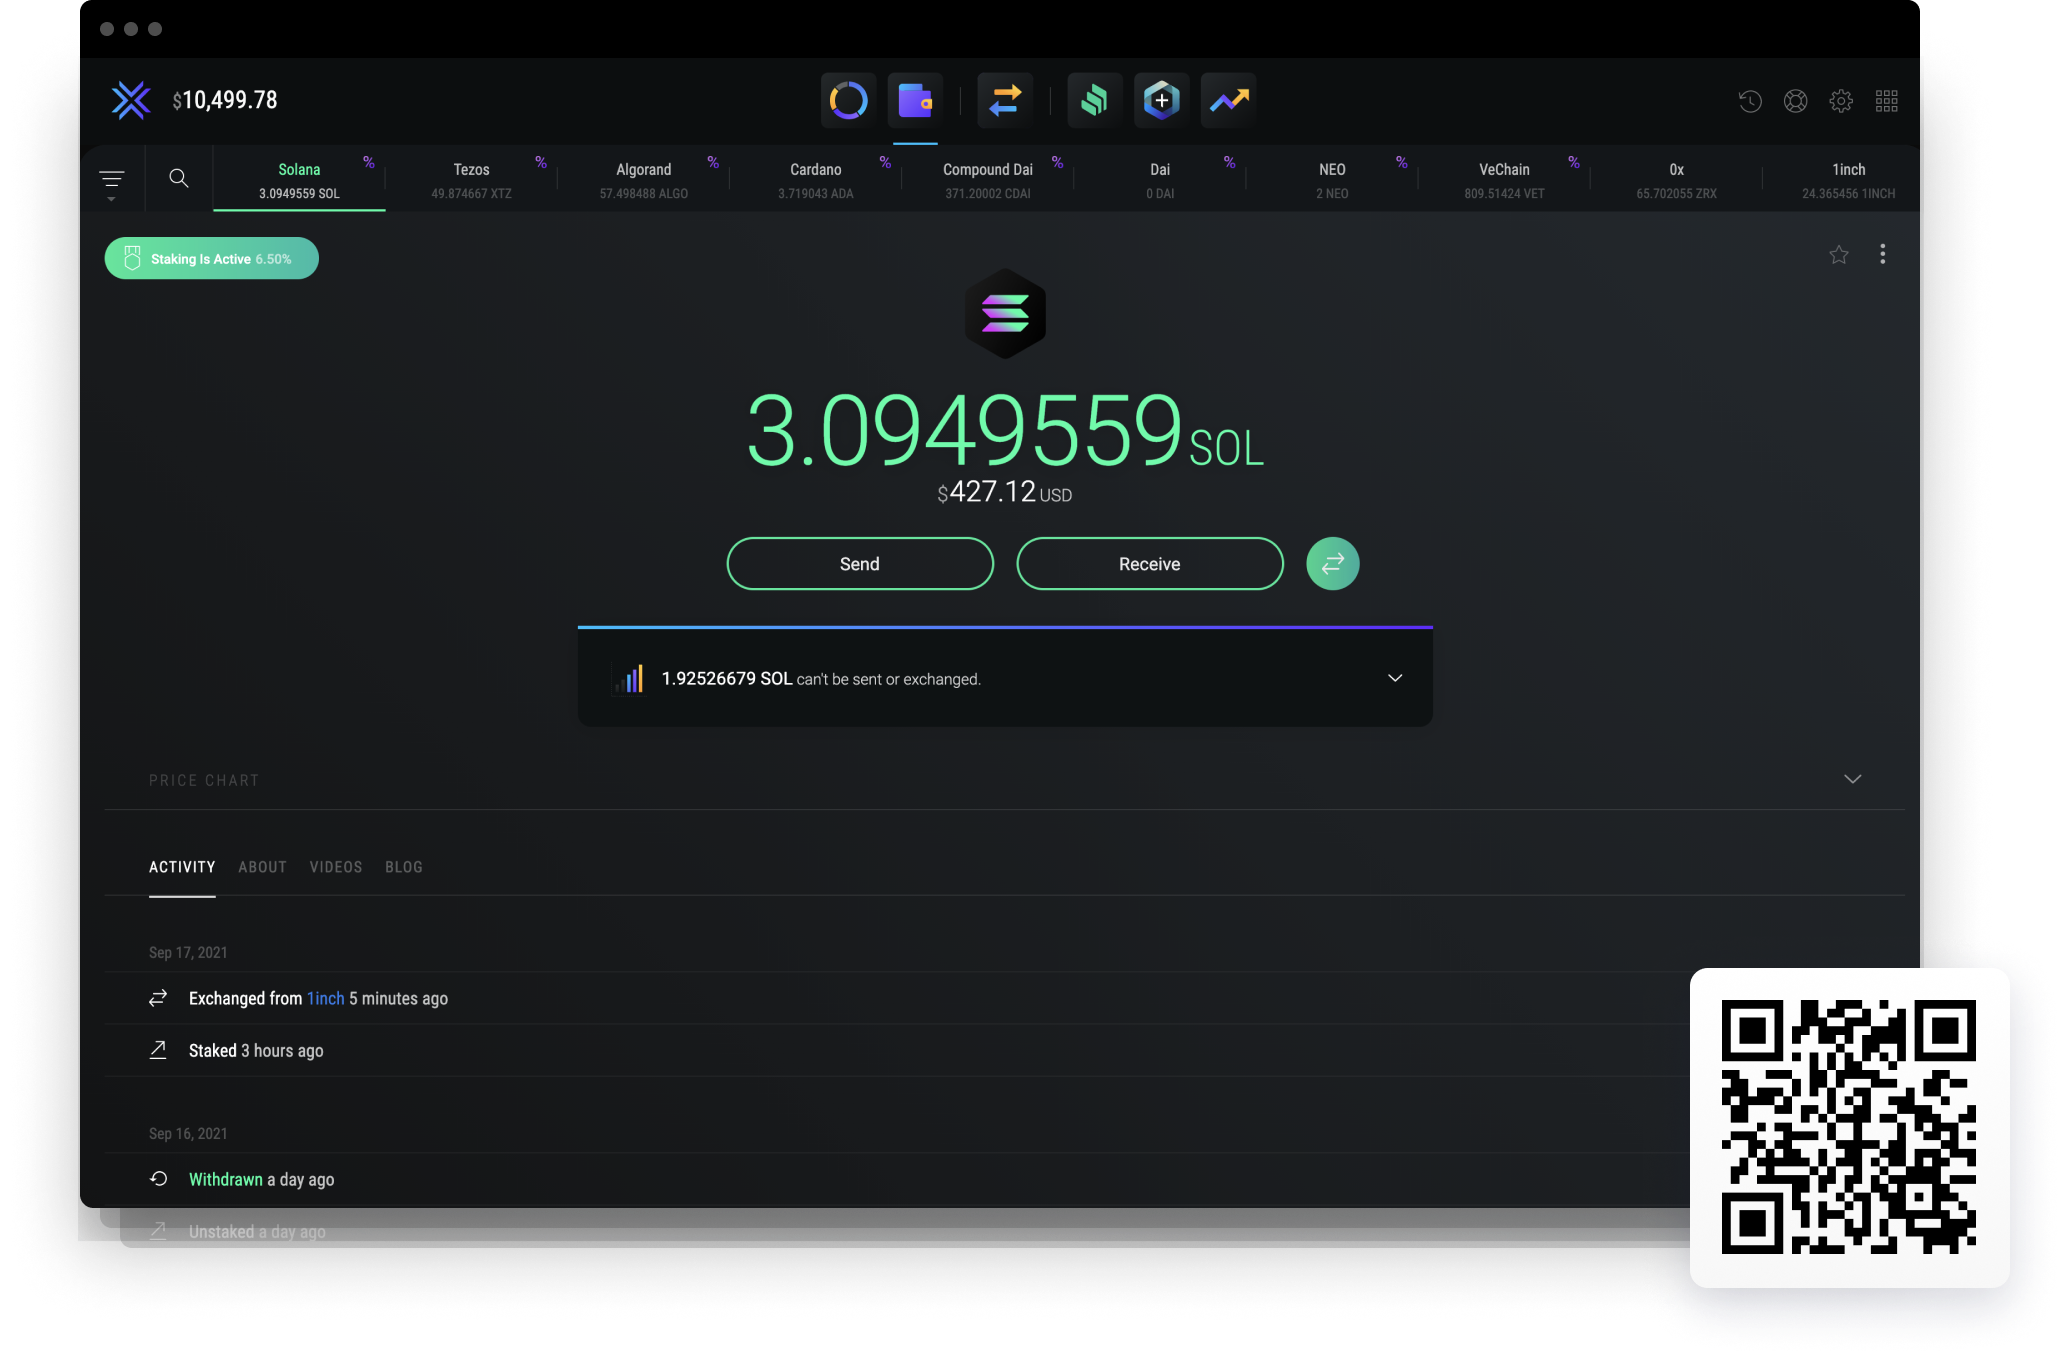 $10,499.78
Solana % Tezos % Algorand % Cardano % Compound Dai % Dai % NEO % VeChain % 0x 1inch
3.0949559 SOL 49.874667 XTZ 57.498488 ALGO 3.719043 ADA 371.20002 CDAI 0 DAI 2 NEO 809.51424 VET 65.702055 ZRX 24.365456 1INCH
Staking Is Active 6.50%
3.0949559 SOL
$427.12 USD
Send Receive
1.92526679 SOL can't be sent or exchanged.
PRICE CHART
ACTIVITY ABOUT VIDEOS BLOG
Sep 17, 2021
Exchanged from 1inch 5 minutes ago
Staked 3 hours ago
Sep 16, 2021
Withdrawn a day ago
Unstaked a day ago